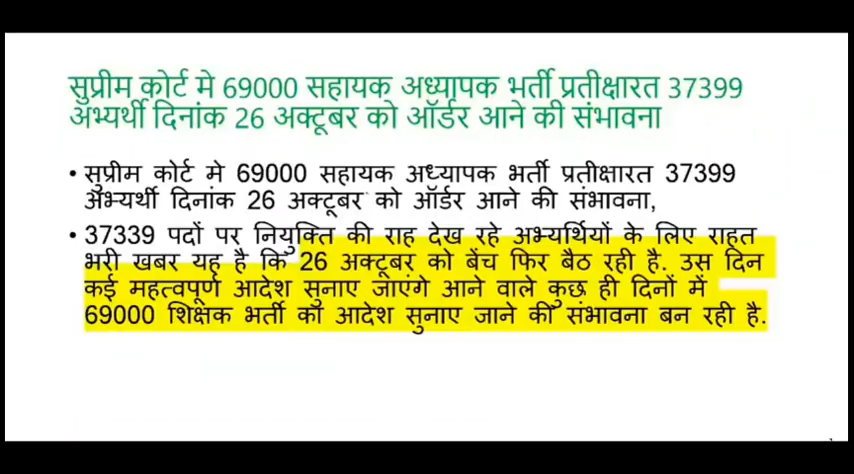 सुप्रीम कोर्ट मे 69000 सहायक अध्यापक भर्ती प्रतीक्षारत 37399
अभ्यर्थी दिनांक 26 अक्टूबर को ऑर्डर आने की संभावना
• सुप्रीम कोर्ट मे 69000 सहायक अध्यापक भर्ती प्रतीक्षारत 37399
अभ्यर्थी दिनांक 26 अक्टूबर को ऑर्डर आने की संभावना,
• 37339 पदों पर नियुक्ति की राह देख रहे अभ्यर्थियों के लिए राहत
भरी खबर यह है कि 26 अक्टूबर को बेंच फिर बैठ रही है. उस दिन
कई महत्वपूर्ण आदेश सुनाए जाएंगे आने वाले कुछ ही दिनों में
69000 शिक्षक भर्ती का आदेश सुनाए जाने की संभावना बन रही है.